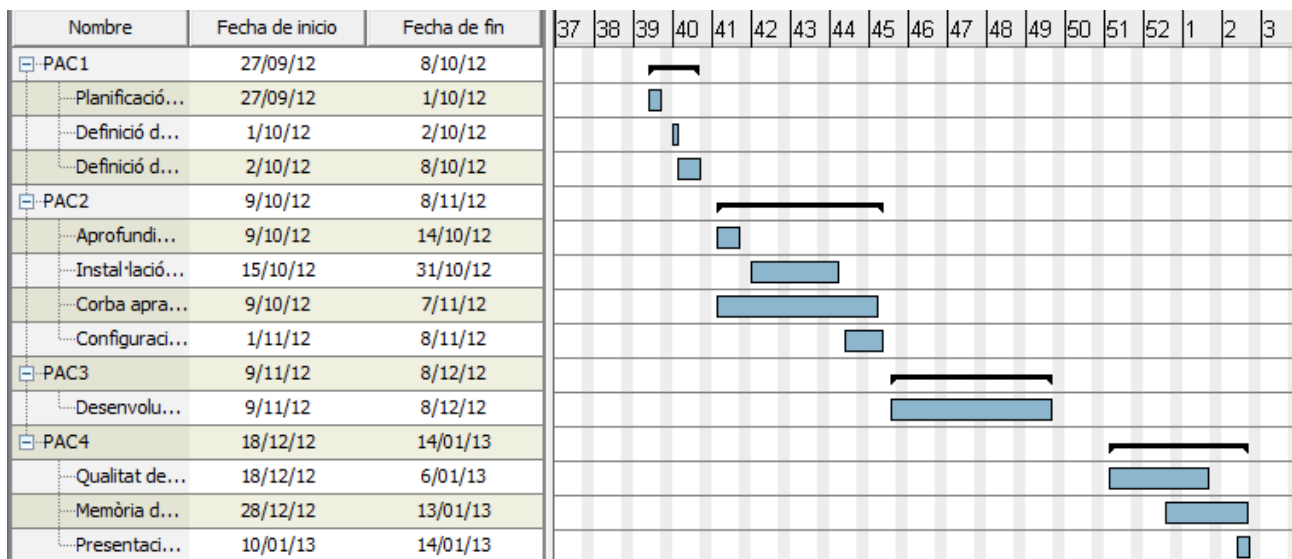 Nombre Fecha de inicio Fecha de fin 37 38 39 40 41 42 43 44 45 46 47 48 49 50 51 52 1 2 3
PAC1 27/09/12 8/10/12
Planificació... 27/09/12 1/10/12
Definició d... 1/10/12 2/10/12
Definició d... 2/10/12 8/10/12
PAC2 9/10/12 8/11/12
Aprofundi... 9/10/12 14/10/12
Instal·lació... 15/10/12 31/10/12
Corba apra... 9/10/12 7/11/12
Configuraci... 1/11/12 8/11/12
PAC3 9/11/12 8/12/12
Desenvolu... 9/11/12 8/12/12
PAC4 18/12/12 14/01/13
Qualitat de... 18/12/12 6/01/13
Memòria d... 28/12/12 13/01/13
Presentaci... 10/01/13 14/01/13